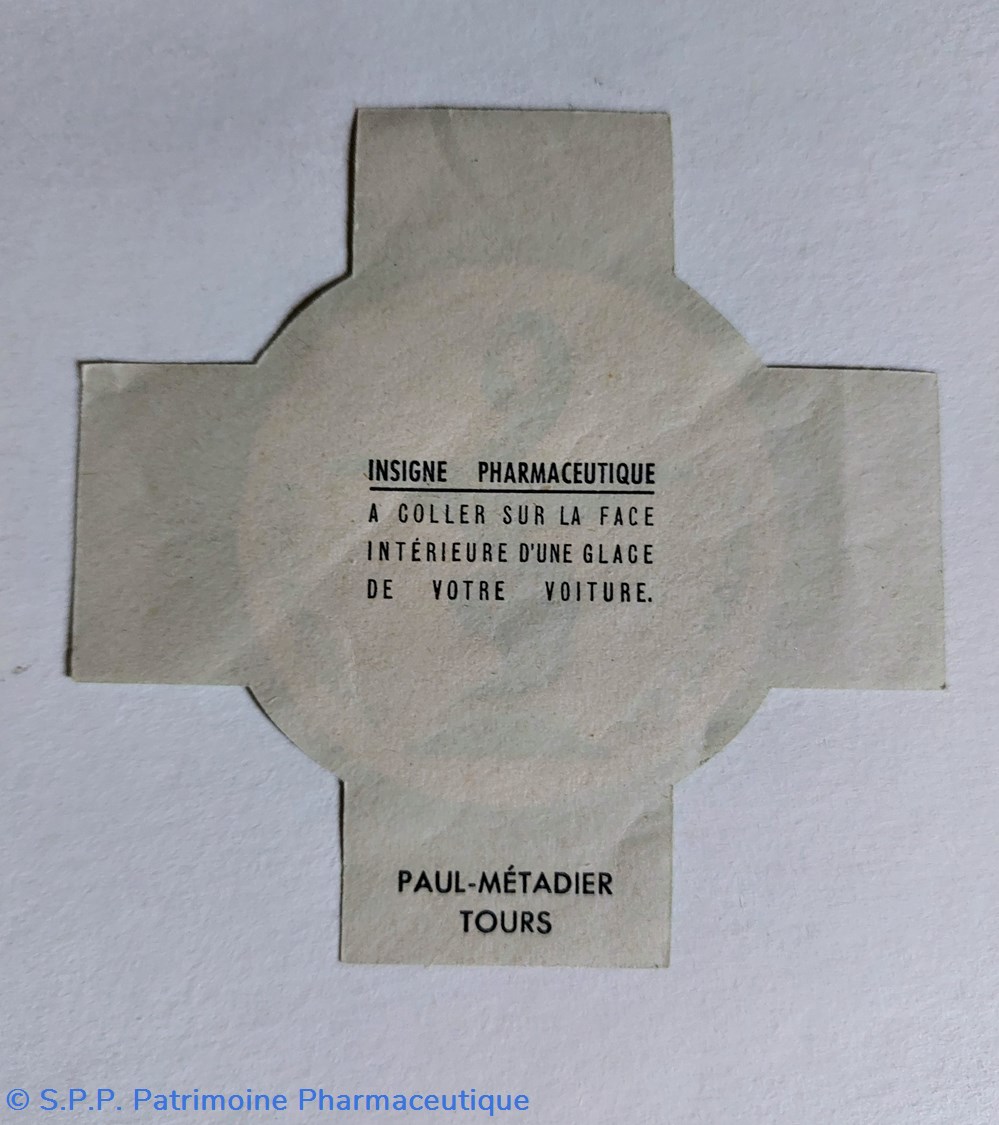 INSIGNE PHARMACEUTIQUE
A COLLER SUR LA FACE
INTÉRIEURE D'UNE GLACE
DE VOTRE VOITURE.
PAUL-MÉTADIER
TOURS
© S.P.P. Patrimoine Pharmaceutique